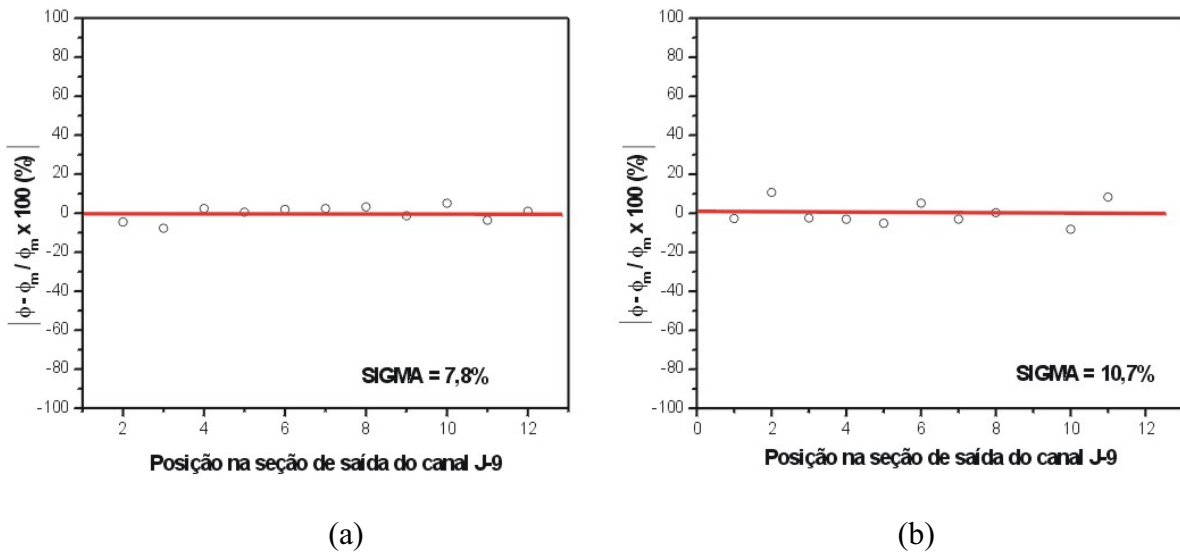 100
80
60
40
20
0
-20
-40
-60
-80
-100
|ϕ - ϕm / ϕm x 100 (%)|
SIGMA = 7,8%
2 4 6 8 10 12
Posição na seção de saída do canal J-9
(a)
100
80
60
40
20
0
-20
-40
-60
-80
-100
|ϕ - ϕm / ϕm x 100 (%)|
SIGMA = 10,7%
0 2 4 6 8 10 12
Posição na seção de saída do canal J-9
(b)